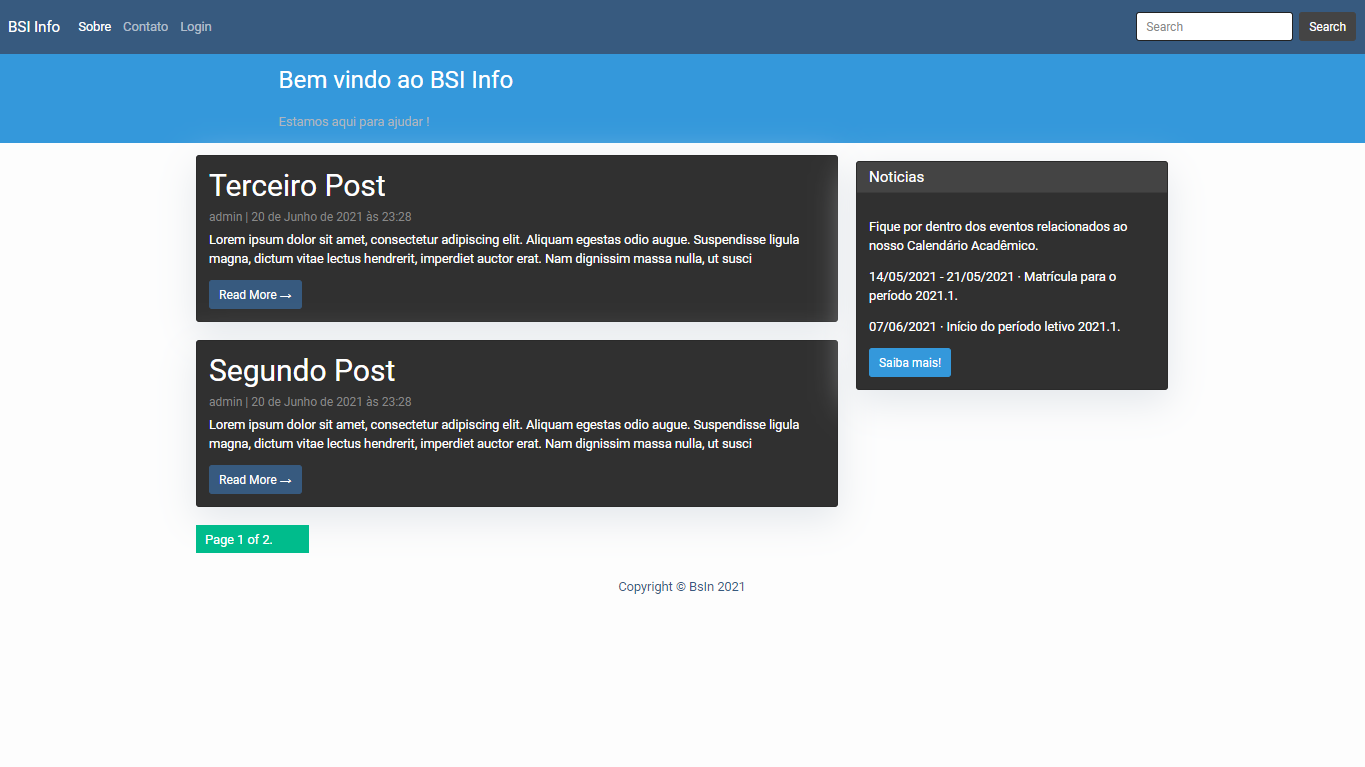 BSI Info Sobre Contato Login Search Search
Bem vindo ao BSI Info
Estamos aqui para ajudar !
Terceiro Post
admin | 20 de Junho de 2021 às 23:28
Lorem ipsum dolor sit amet, consectetur adipiscing elit. Aliquam egestas odio augue. Suspendisse ligula
magna, dictum vitae lectus hendrerit, imperdiet auctor erat. Nam dignissim massa nulla, ut susci
Read More →
Segundo Post
admin | 20 de Junho de 2021 às 23:28
Lorem ipsum dolor sit amet, consectetur adipiscing elit. Aliquam egestas odio augue. Suspendisse ligula
magna, dictum vitae lectus hendrerit, imperdiet auctor erat. Nam dignissim massa nulla, ut susci
Read More →
Page 1 of 2.
Noticias
Fique por dentro dos eventos relacionados ao
nosso Calendário Acadêmico.
14/05/2021 - 21/05/2021 · Matrícula para o
período 2021.1.
07/06/2021 · Início do período letivo 2021.1.
Saiba mais!
Copyright © BsIn 2021